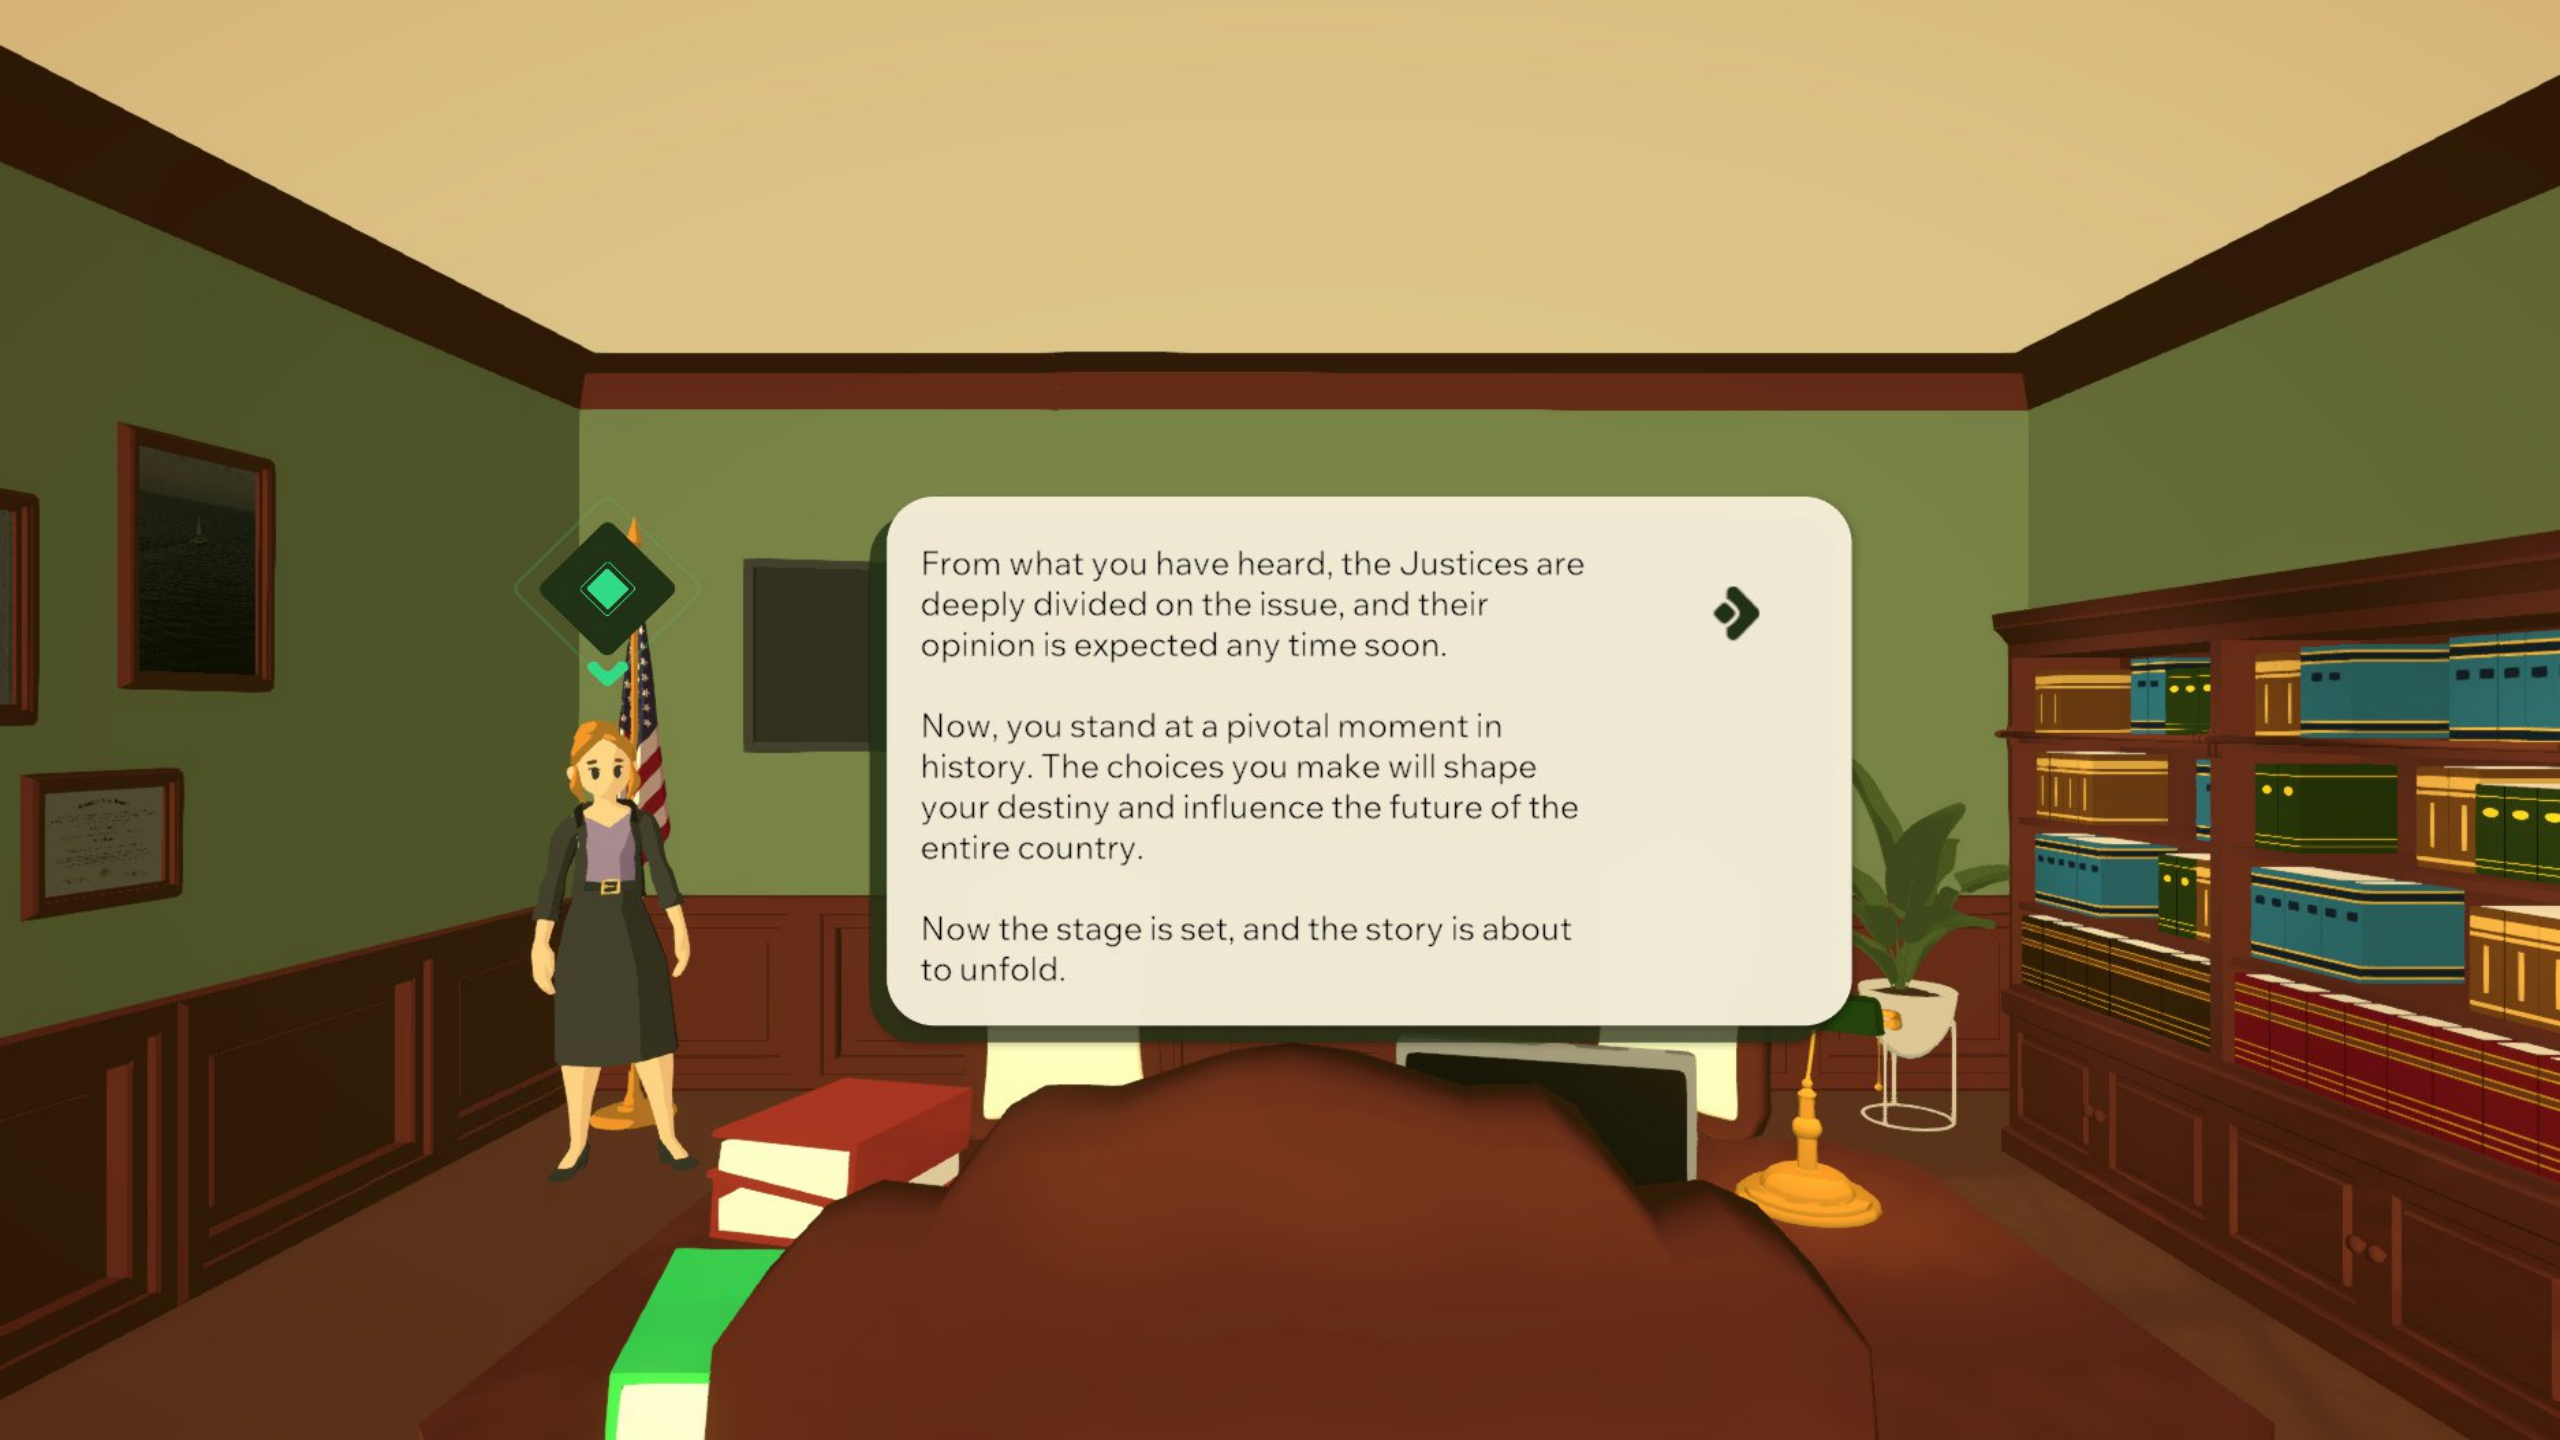 From what you have heard, the Justices are
deeply divided on the issue, and their
opinion is expected any time soon.
Now, you stand at a pivotal moment in
history. The choices you make will shape
your destiny and influence the future of the
entire country.
Now the stage is set, and the story is about
to unfold.